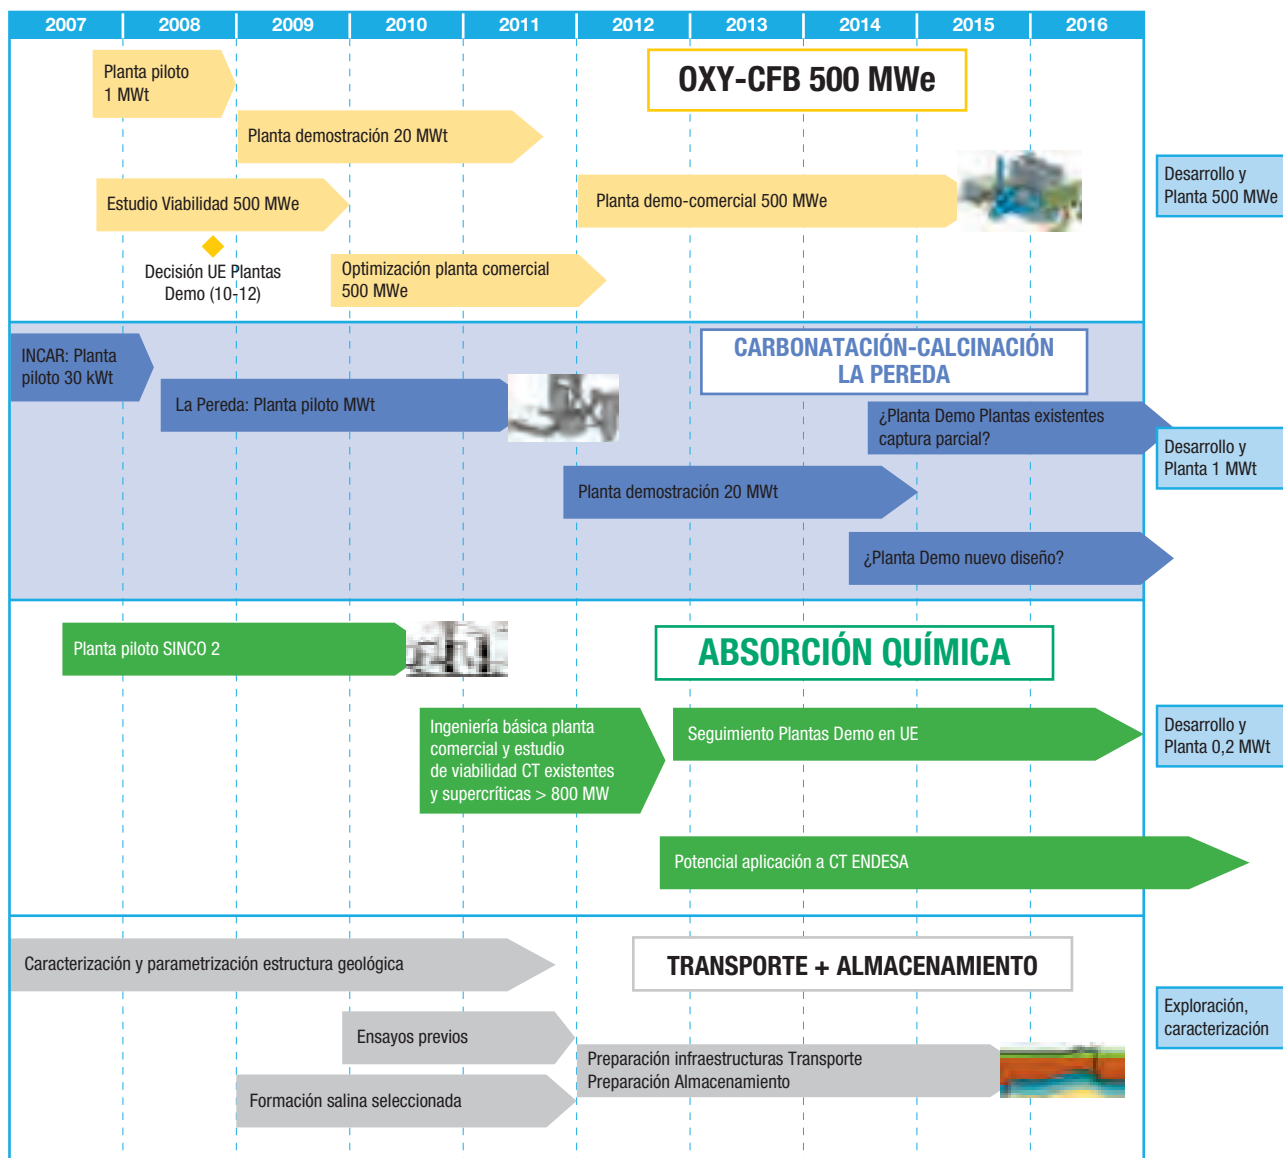 2007 2008 2009 2010 2011 2012 2013 2014 2015 2016
Planta piloto
1 MWt
OXY-CFB 500 MWe
Planta demostración 20 MWt
Estudio Viabilidad 500 MWe
Planta demo-comercial 500 MWe
Desarrollo y
Planta 500 MWe
Decisión UE Plantas
Demo (10-12)
Optimización planta comercial
500 MWe
INCAR: Planta
piloto 30 kWt
CARBONATACIÓN-CALCINACIÓN
LA PEREDA
La Pereda: Planta piloto MWt
¿Planta Demo Plantas existentes
captura parcial?
Desarrollo y
Planta 1 MWt
Planta demostración 20 MWt
¿Planta Demo nuevo diseño?
Planta piloto SINCO 2
ABSORCIÓN QUÍMICA
Ingeniería básica planta
comercial y estudio
de viabilidad CT existentes
y supercríticas > 800 MW
Seguimiento Plantas Demo en UE
Desarrollo y
Planta 0,2 MWt
Potencial aplicación a CT ENDESA
Caracterización y parametrización estructura geológica
TRANSPORTE + ALMACENAMIENTO
Exploración,
caracterización
Ensayos previos
Preparación infraestructuras Transporte
Preparación Almacenamiento
Formación salina seleccionada